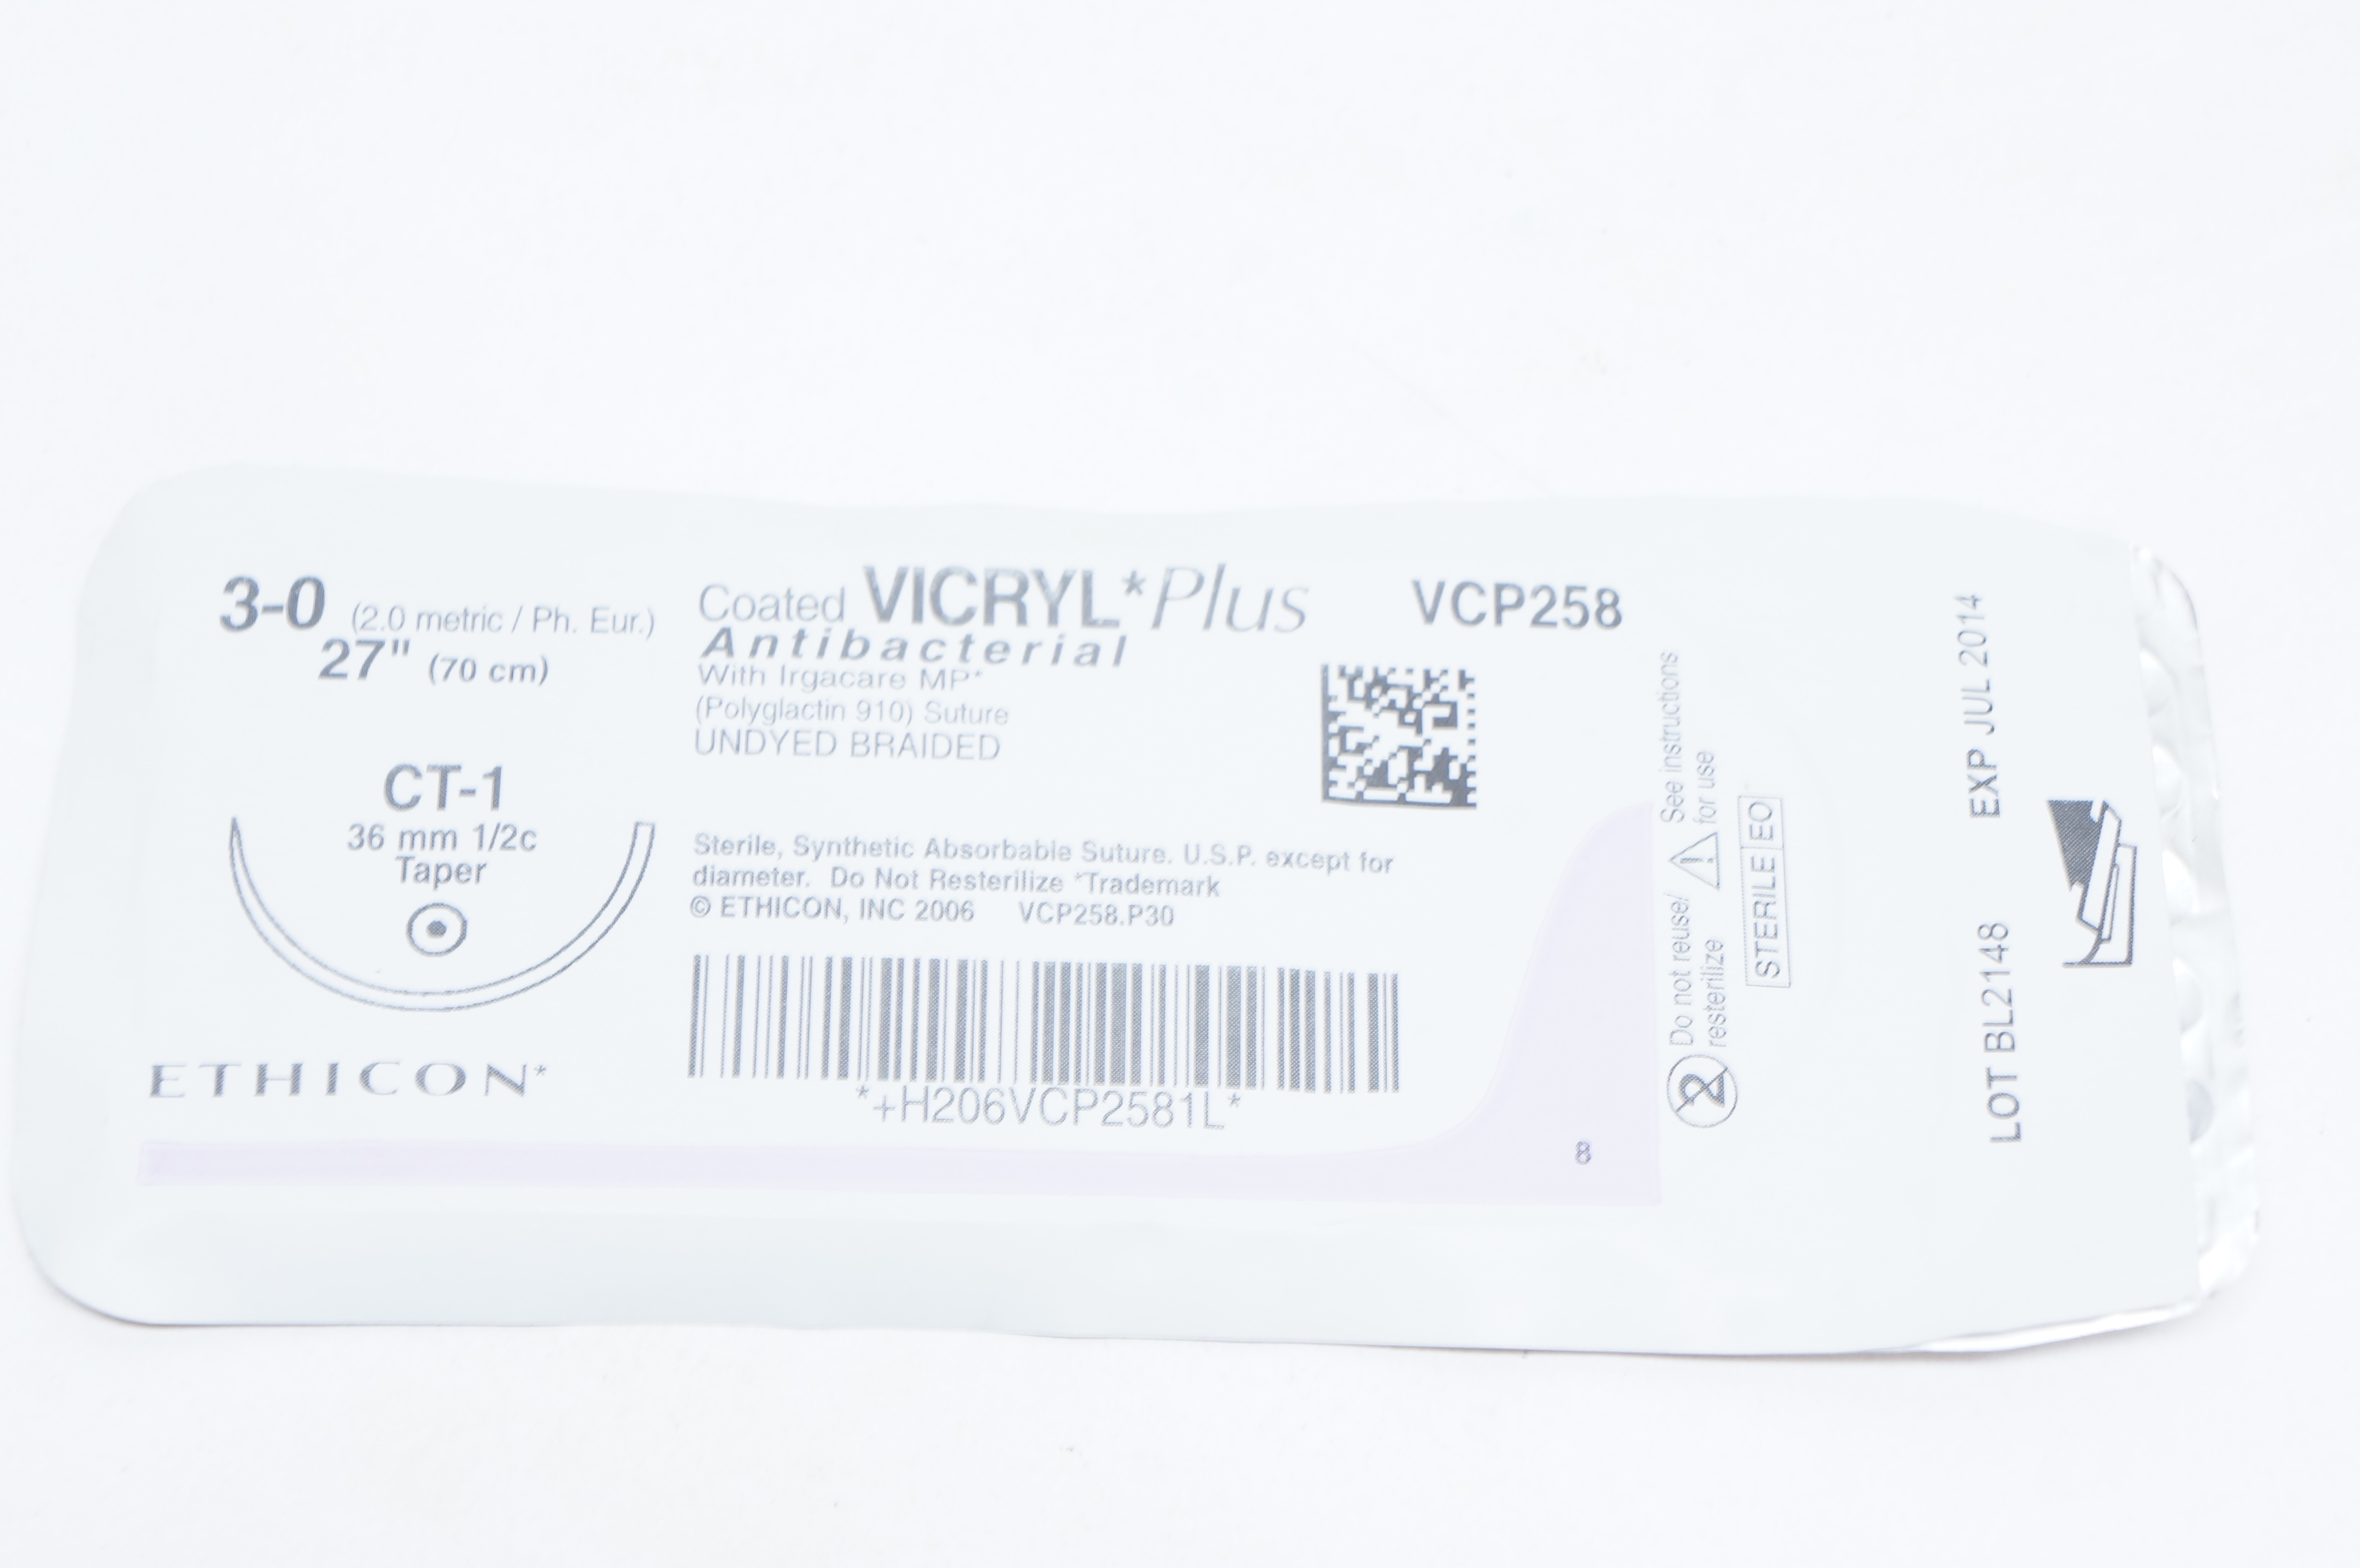 3-0 (2.0 metric / Ph. Eur.)
27" (70 cm)
CT-1
36 mm 1/2c
Taper
ETHICON*
Coated VICRYL* Plus
Antibacterial
With Irgacare MP*
(Polyglactin 910) Suture
UNDYED BRAIDED
VCP258
Sterile, Synthetic Absorbable Suture. U.S.P. except for
diameter. Do Not Resterilize *Trademark
© ETHICON, INC 2006 VCP258.P30
*+H206VCP2581L*
8
2 Do not reuse/
resterilize
! See instructions
for use
STERILE EO
LOT BL2148 EXP JUL 2014